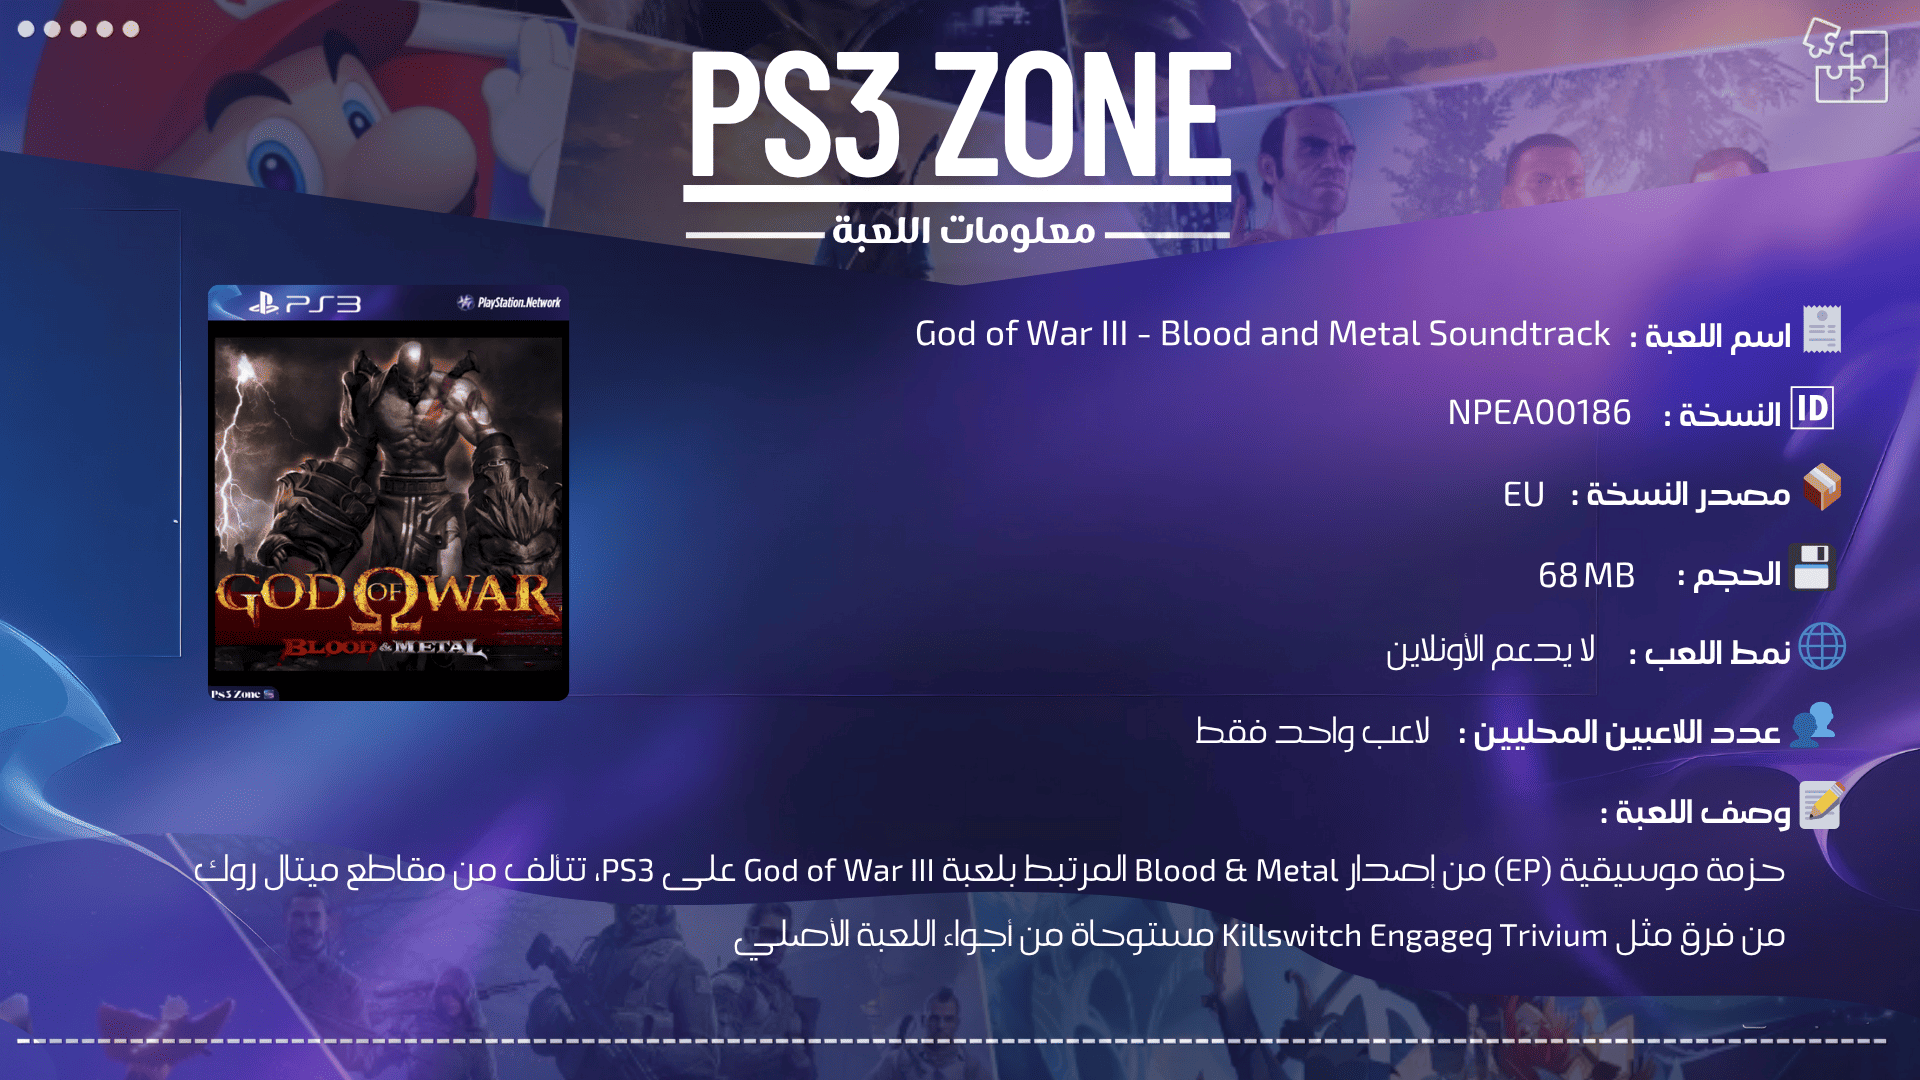 PS3 ZONE
معلومات اللعبة
PS3 PlayStation.Network
GOD OF WAR
BLOOD & METAL
Ps3 Zone
اسم اللعبة : God of War III - Blood and Metal Soundtrack
ID النسخة : NPEA00186
مصدر النسخة : EU
الحجم : 68 MB
نمط اللعب : لا يدعم الأونلاين
عدد اللاعبين المحليين : لاعب واحد فقط
وصف اللعبة :
حزمة موسيقية (EP) من إصدار Blood & Metal المرتبط بلعبة God of War III على PS3، تتألف من مقاطع ميتال روك
من فرق مثل Trivium وKillswitch Engage مستوحاة من أجواء اللعبة الأصلي